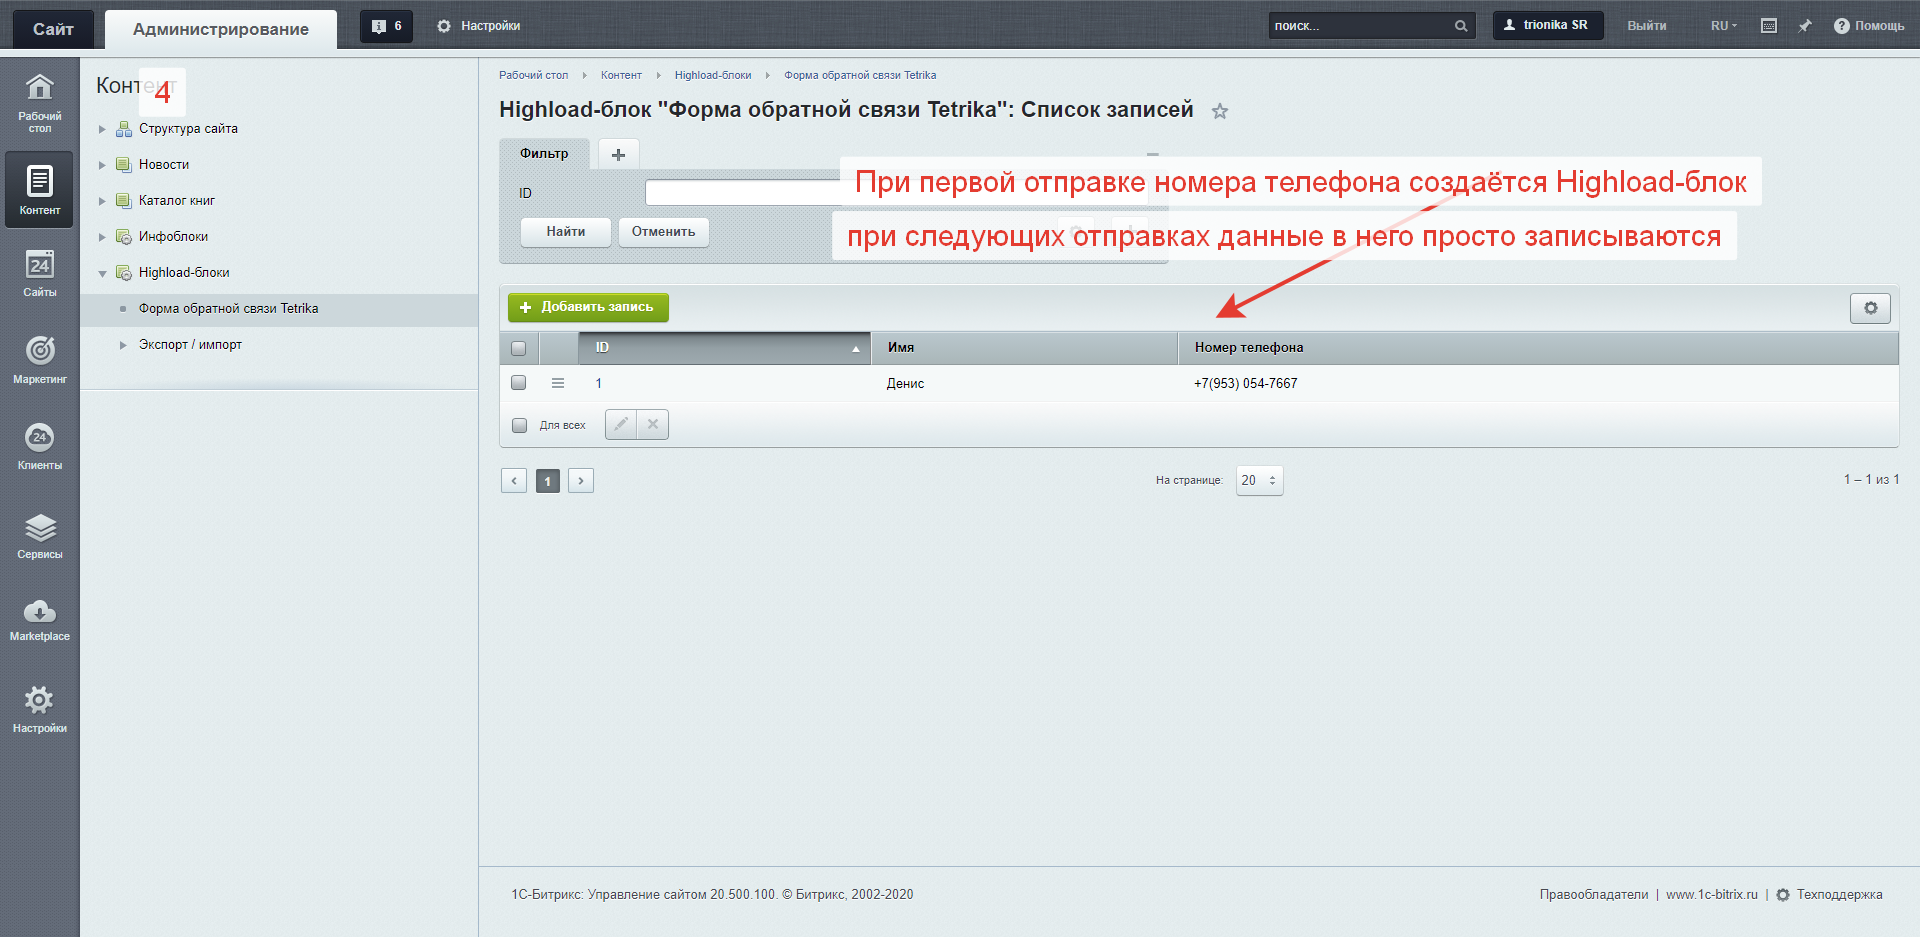 Сайт
Администрирование
6
Настройки
поиск...
trionika SR
Выйти
RU
Помощь
Рабочий стол
Контент
Сайты
24
Маркетинг
24
Клиенты
Сервисы
Marketplace
Настройки
Контент
4
Структура сайта
Новости
Каталог книг
Инфоблоки
Highload-блоки
Форма обратной связи Tetrika
Экспорт / импорт
Рабочий стол Контент Highload-блоки Форма обратной связи Tetrika
Highload-блок "Форма обратной связи Tetrika": Список записей
Фильтр
ID
При первой отправке номера телефона создаётся Highload-блок
Найти Отменить
при следующих отправках данные в него просто записываются
Добавить запись
ID Имя Номер телефона
1 Денис +7(953) 054-7667
Для всех
1
На странице: 20
1 – 1 из 1
1С-Битрикс: Управление сайтом 20.500.100. © Битрикс, 2002-2020
Правообладатели | www.1c-bitrix.ru | Техподдержка